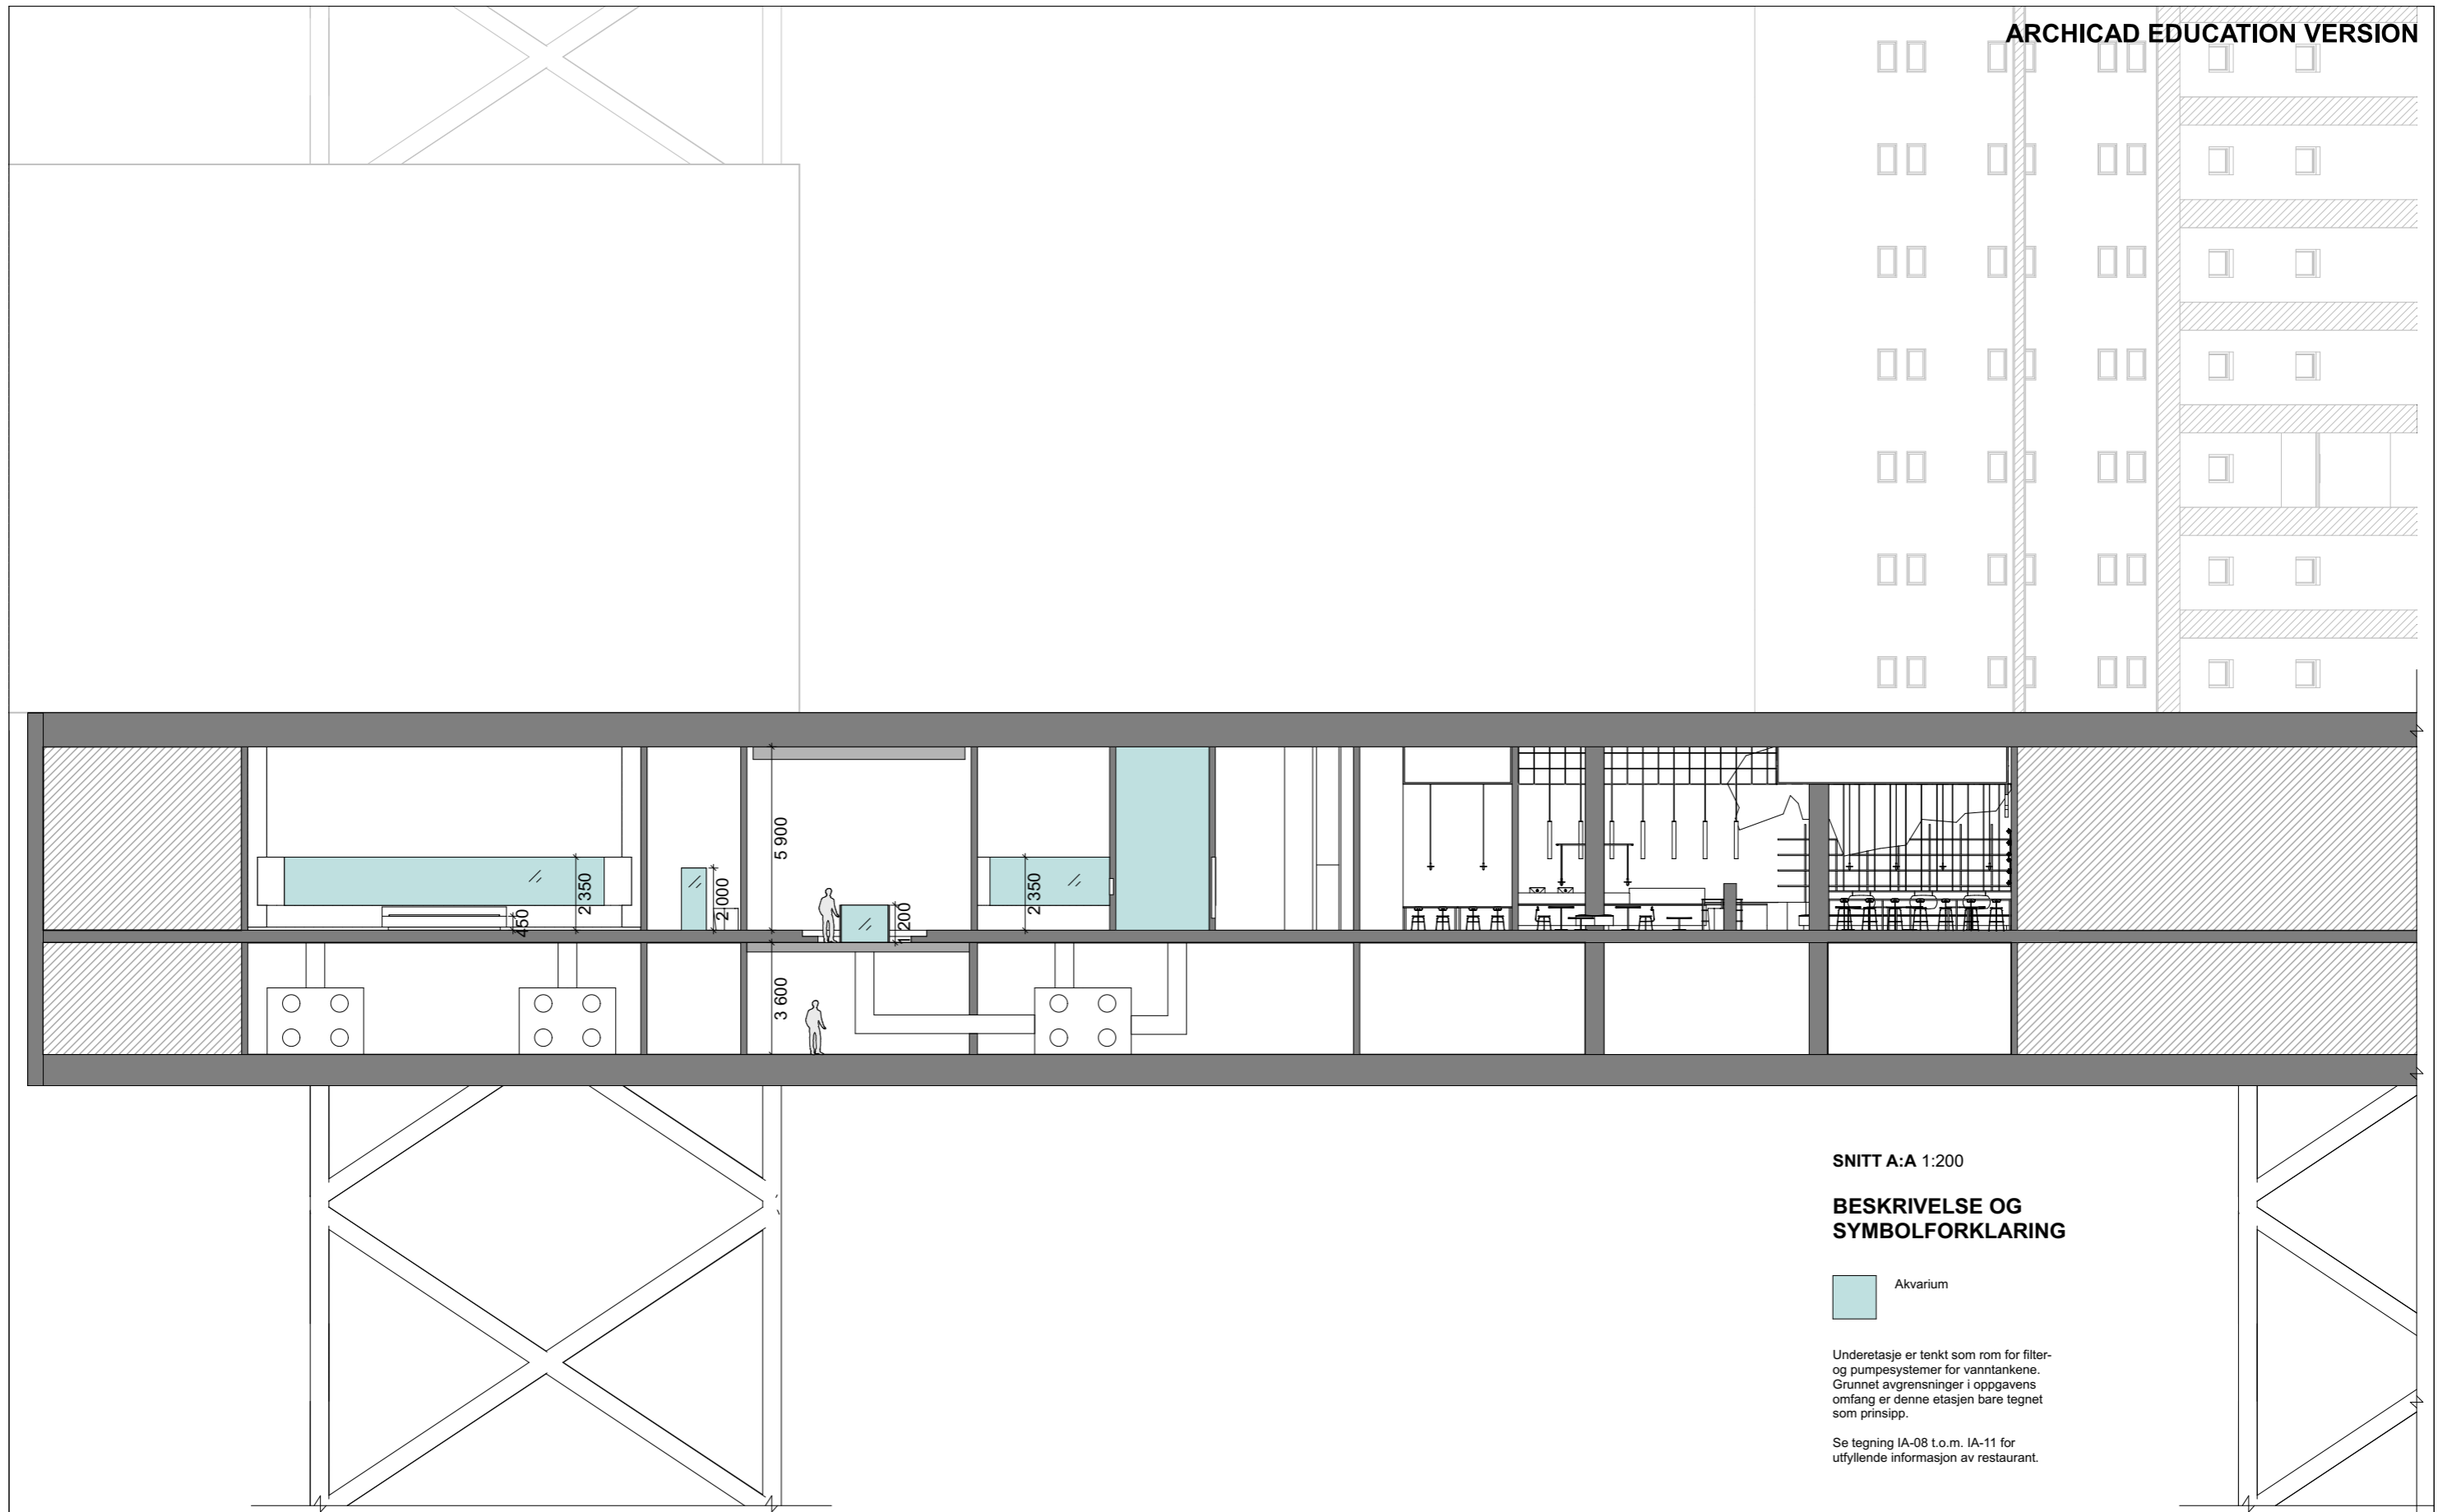 ARCHICAD EDUCATION VERSION
5 900
2 350
450
2 000
1 200
2 350
3 600
SNITT A:A 1:200
BESKRIVELSE OG
SYMBOLFORKLARING
Akvarium
Underetasje er tenkt som rom for filter-
og pumpesystemer for vanntankene.
Grunnet avgrensninger i oppgavens
omfang er denne etasjen bare tegnet
som prinsipp.
Se tegning IA-08 t.o.m. IA-11 for
utfyllende informasjon av restaurant.